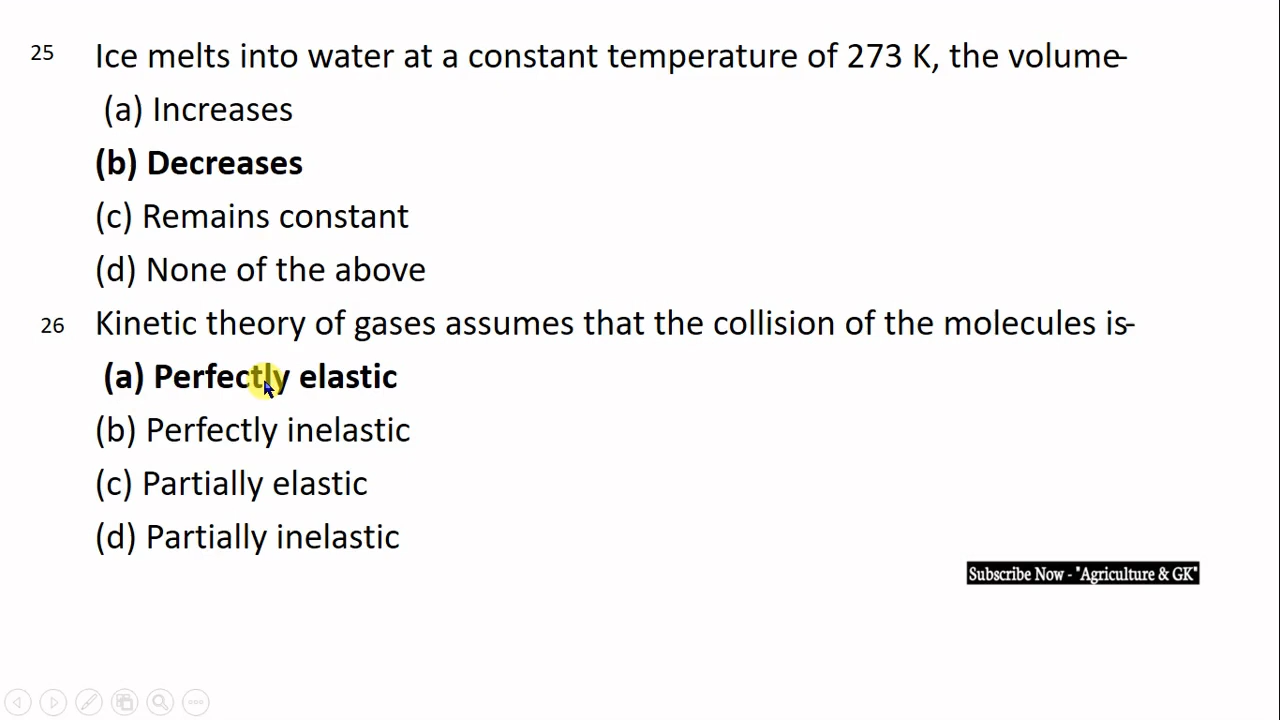 25 Ice melts into water at a constant temperature of 273 K, the volume-
(a) Increases
(b) Decreases
(c) Remains constant
(d) None of the above
26 Kinetic theory of gases assumes that the collision of the molecules is-
(a) Perfectly elastic
(b) Perfectly inelastic
(c) Partially elastic
(d) Partially inelastic
Subscribe Now - "Agriculture & GK"